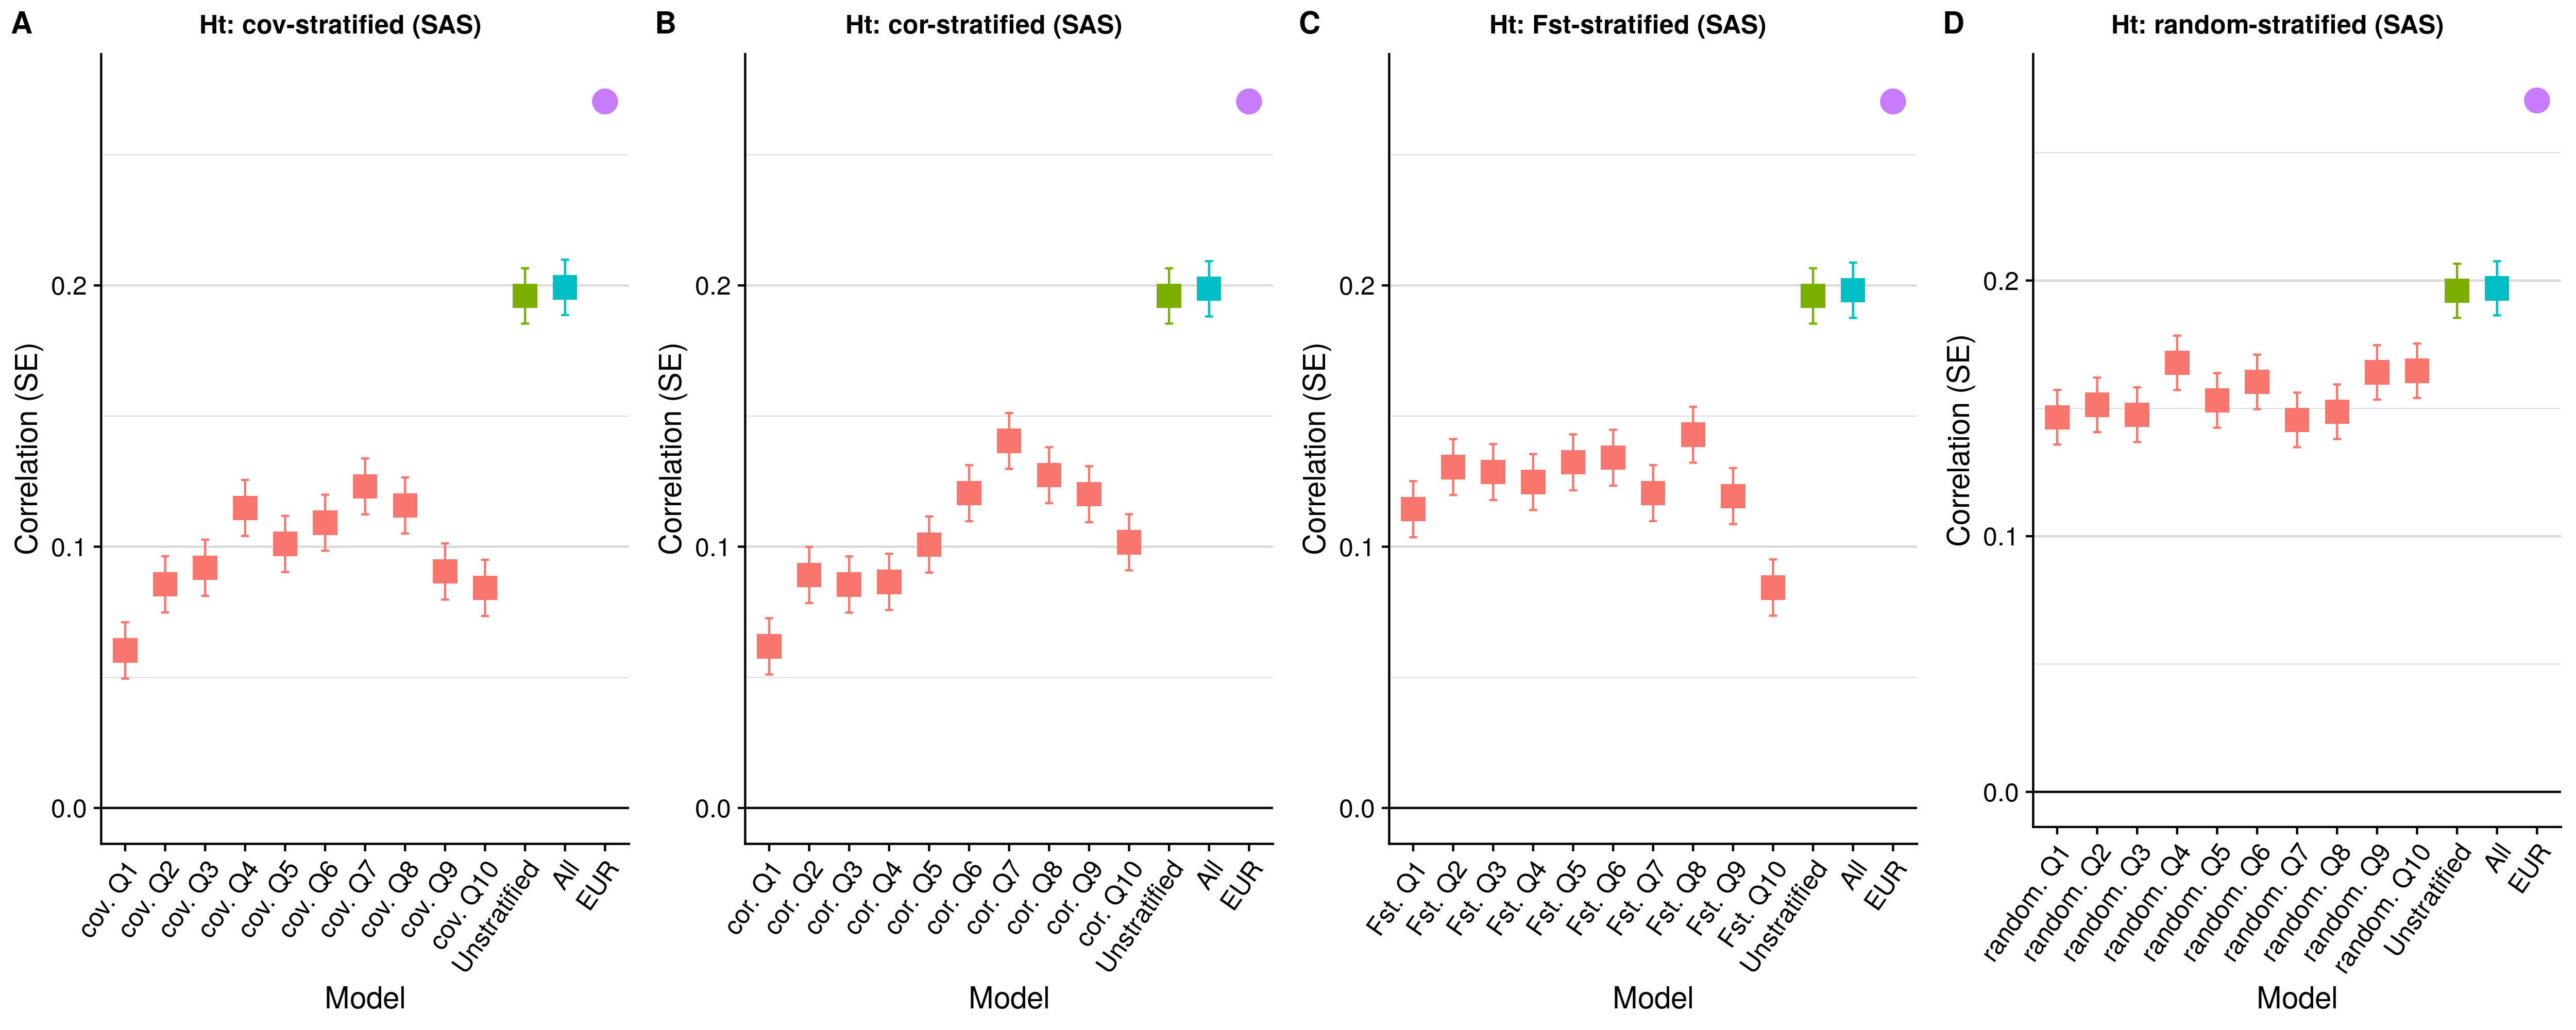 A
Ht: cov-stratified (SAS)
Correlation (SE)
0.2
0.1
0.0
cov. Q1
cov. Q2
cov. Q3
cov. Q4
cov. Q5
cov. Q6
cov. Q7
cov. Q8
cov. Q9
cov. Q10
Unstratified
All
EUR
Model
B
Ht: cor-stratified (SAS)
Correlation (SE)
0.2
0.1
0.0
cor. Q1
cor. Q2
cor. Q3
cor. Q4
cor. Q5
cor. Q6
cor. Q7
cor. Q8
cor. Q9
cor. Q10
Unstratified
All
EUR
Model
C
Ht: Fst-stratified (SAS)
Correlation (SE)
0.2
0.1
0.0
Fst. Q1
Fst. Q2
Fst. Q3
Fst. Q4
Fst. Q5
Fst. Q6
Fst. Q7
Fst. Q8
Fst. Q9
Fst. Q10
Unstratified
All
EUR
Model
D
Ht: random-stratified (SAS)
Correlation (SE)
0.2
0.1
0.0
random. Q1
random. Q2
random. Q3
random. Q4
random. Q5
random. Q6
random. Q7
random. Q8
random. Q9
random. Q10
Unstratified
All
EUR
Model